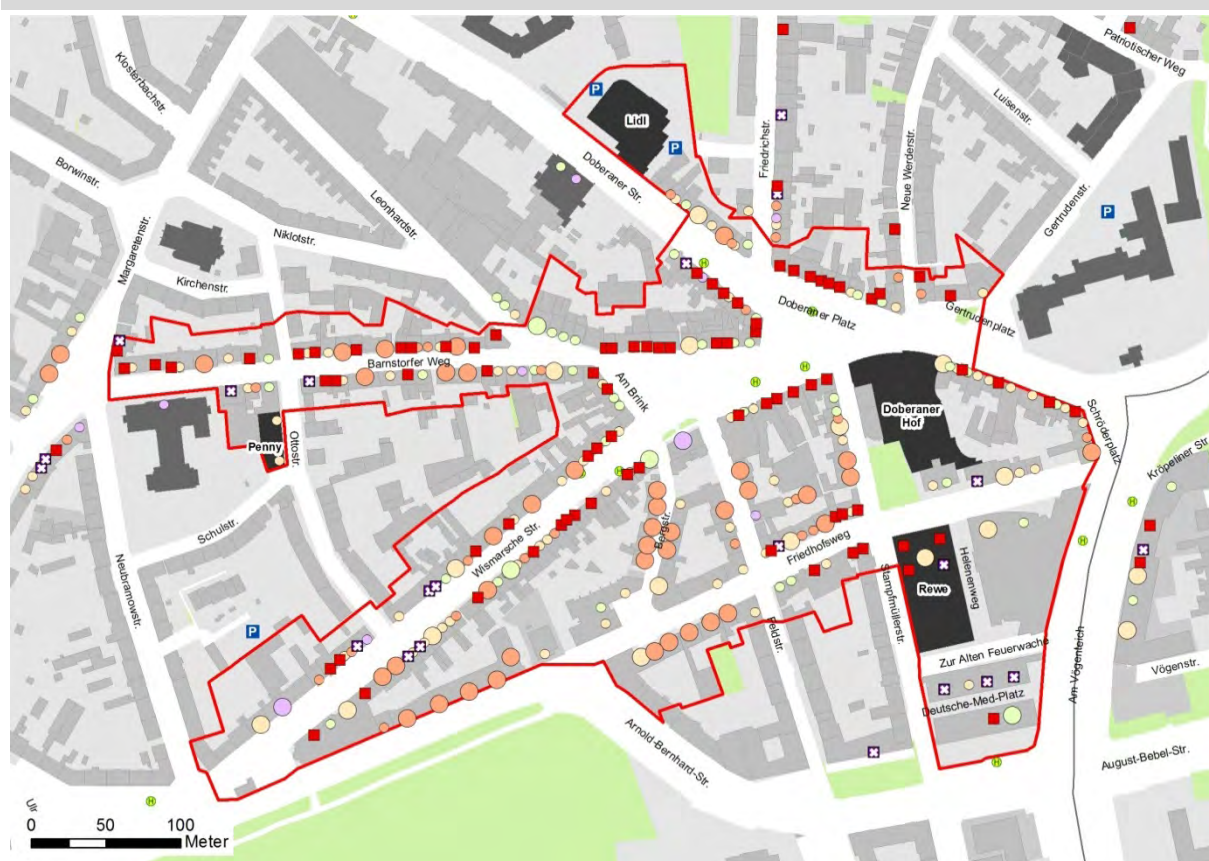 Patriotischer Weg
Klosterbachstr.
Luisenstr.
P
Lidl
P
Friedrichstr.
Neue Werderstr.
Doberaner Str.
Borwinstr.
Leonhardstr.
Gertrudenstr.
P
Margaretenstr.
Niklotstr.
Kirchenstr.
H
H
Doberaner Platz
Gertrudenplatz
Barnstorfer Weg
H
H
Am Brink
Doberaner
Hof
Schröderplatz
Penny
Ottostr.
H
H
Kröpeliner Str.
H
Schulstr.
Wismarsche Str.
Bergstr.
Friedhofsweg
H
Neubramowstr.
Rewe
Helenenweg
Stampfmüllerstr.
Feldstr.
P
Zur Alten Feuerwache
Am Vögenteich
Vögenstr.
Deutsche-Med-Platz
Arnold-Bernhard-Str.
H
August-Bebel-Str.
H
Ulr
0 50 100
Meter